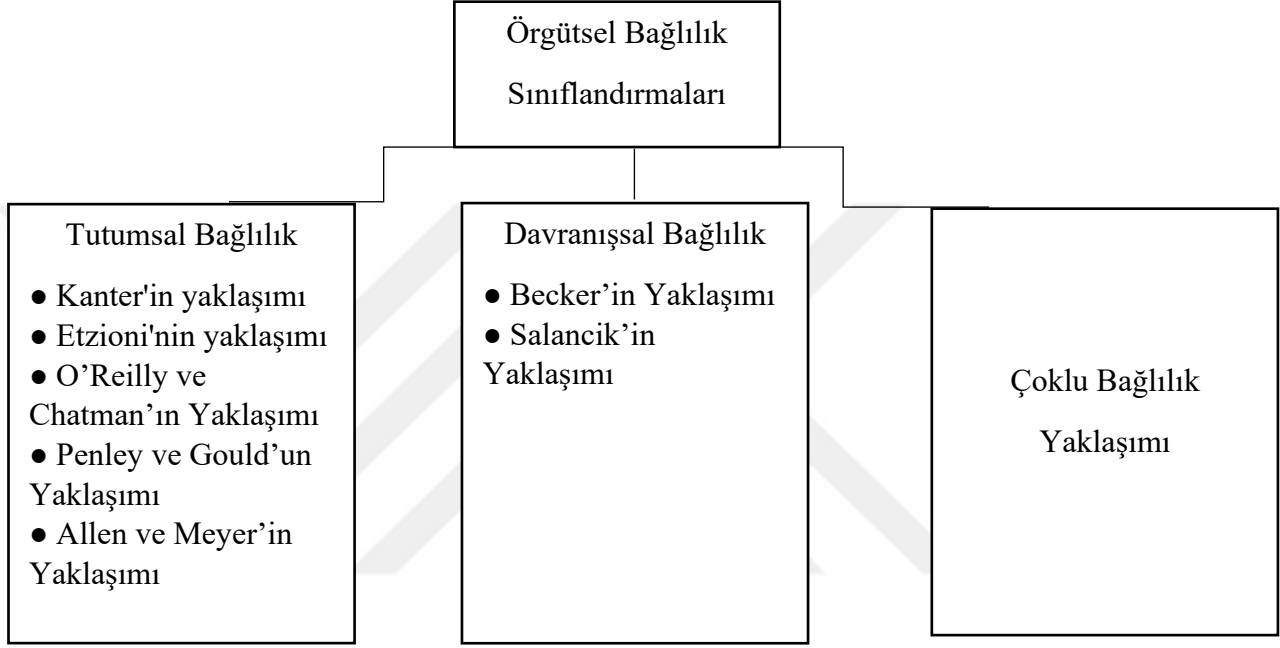 Örgütsel Bağlılık
Sınıflandırmaları
Tutumsal Bağlılık
● Kanter'in yaklaşımı
● Etzioni'nin yaklaşımı
● O’Reilly ve
Chatman’ın Yaklaşımı
● Penley ve Gould’un
Yaklaşımı
● Allen ve Meyer’in
Yaklaşımı
Davranışsal Bağlılık
● Becker’in Yaklaşımı
● Salancik’in
Yaklaşımı
Çoklu Bağlılık
Yaklaşımı